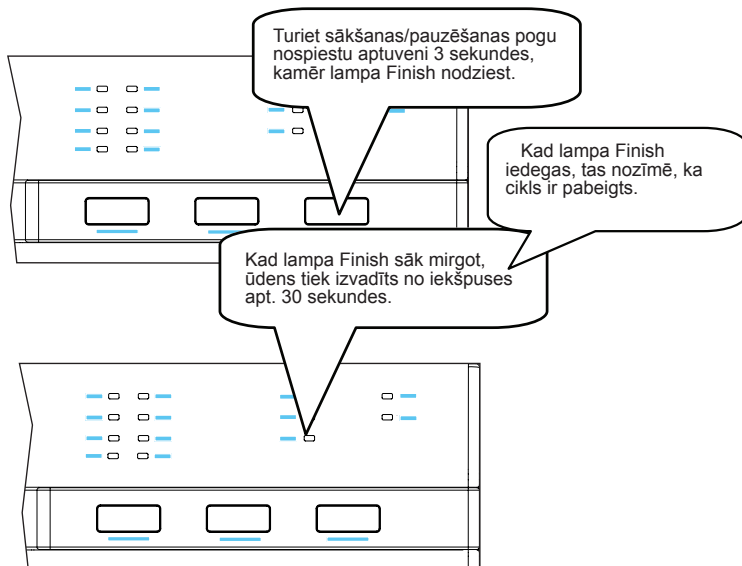 Turiet sākšanas/pauzēšanas pogu
nospiestu aptuveni 3 sekundes,
kamēr lampa Finish nodziest.
Kad lampa Finish
iedegas, tas nozīmē, ka
cikls ir pabeigts.
Kad lampa Finish sāk mirgot,
ūdens tiek izvadīts no iekšpuses
apt. 30 sekundes.